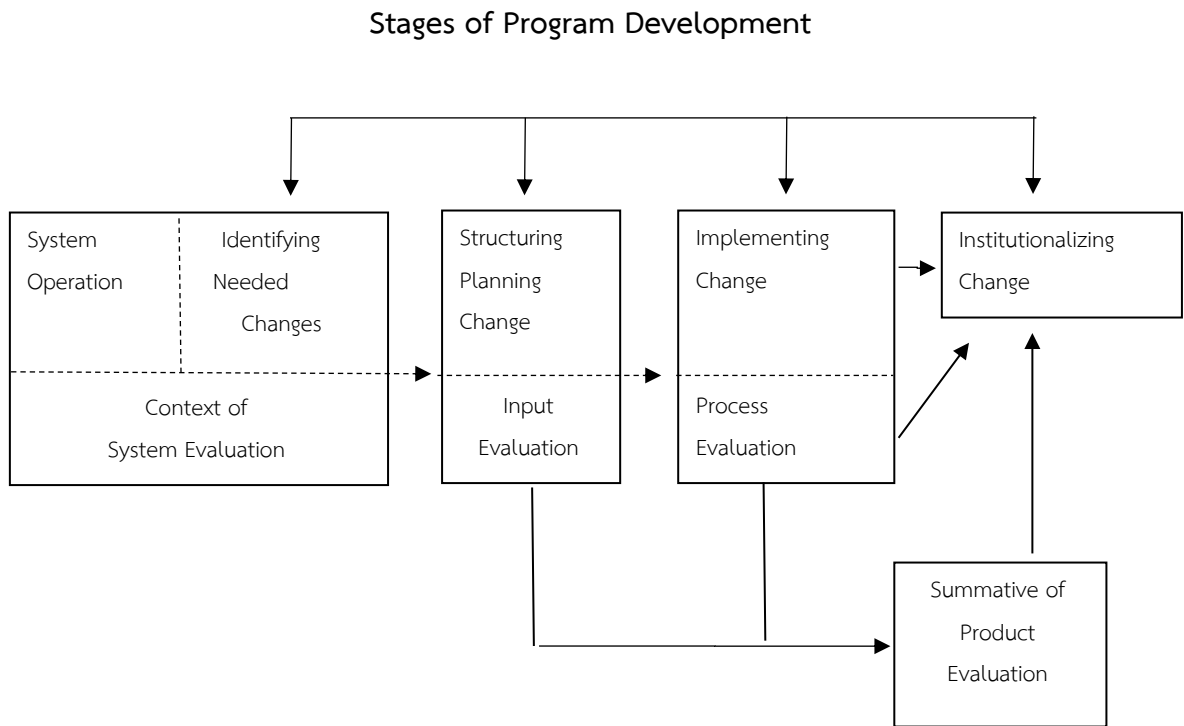 Stages of Program Development
System
Operation
Identifying
Needed
Changes
Context of
System Evaluation
Structuring
Planning
Change
Input
Evaluation
Implementing
Change
Process
Evaluation
Institutionalizing
Change
Summative of
Product
Evaluation